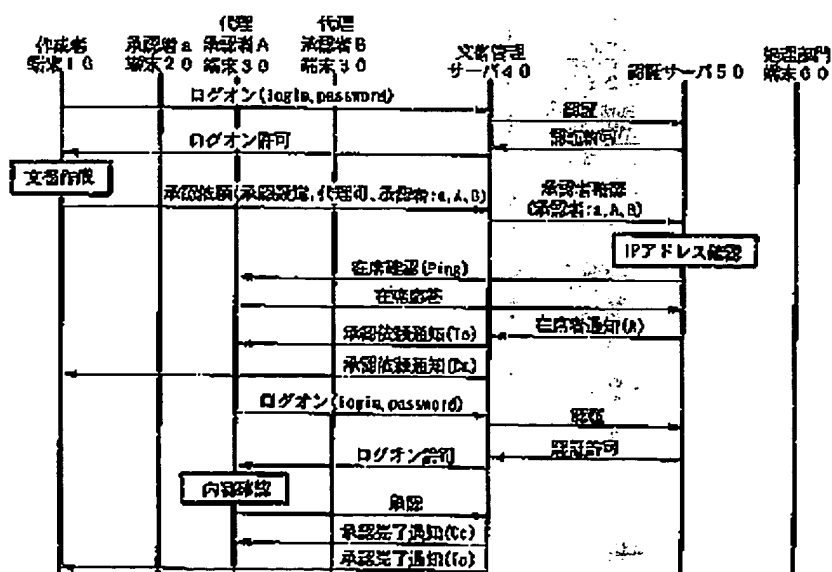 代理 代理
作成者 承認者a 承認者A 承認者B 文書管理 処理部門
端末10 端末20 端末30 端末30 サーバ40 認証サーバ50 端末60
ログオン(login,password)
認証
認証許可
ログオン許可
文書作成
承認依頼(承認設定,代理可、承認者:a,A,B)
承認者確認
(承認者:a,A,B)
IPアドレス確認
在席確認(Ping)
在席応答
在席者通知(A)
承認依頼通知(To)
承認依頼通知(Cc)
ログオン(login,password)
認証
認証許可
ログオン許可
内容確認
承認
承認完了通知(Cc)
承認完了通知(To)